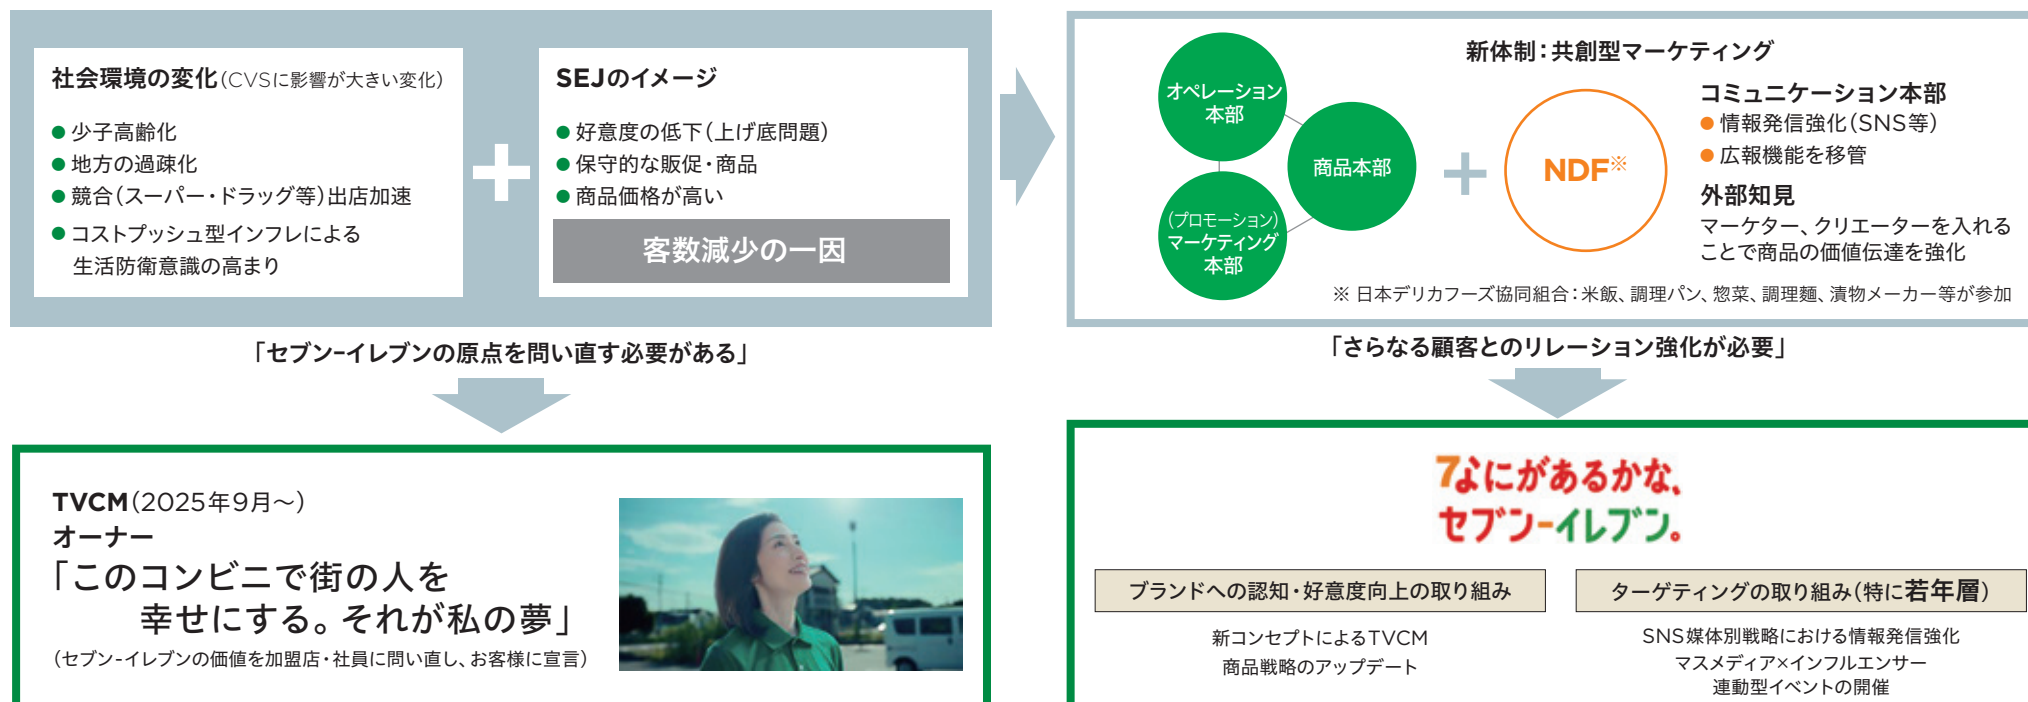 社会環境の変化(CVSに影響が大きい変化)
● 少子高齢化
● 地方の過疎化
● 競合(スーパー・ドラッグ等)出店加速
● コストプッシュ型インフレによる
生活防衛意識の高まり
+
SEJのイメージ
● 好意度の低下(上げ底問題)
● 保守的な販促・商品
● 商品価格が高い
客数減少の一因
「セブン-イレブンの原点を問い直す必要がある」
TVCM(2025年9月~)
オーナー
「このコンビニで街の人を
幸せにする。それが私の夢」
(セブン-イレブンの価値を加盟店・社員に問い直し、お客様に宣言)
新体制:共創型マーケティング
オペレーション
本部
商品本部
(プロモーション)
マーケティング
本部
+
NDF※
コミュニケーション本部
● 情報発信強化(SNS等)
● 広報機能を移管
外部知見
マーケター、クリエーターを入れる
ことで商品の価値伝達を強化
※ 日本デリカフーズ協同組合:米飯、調理パン、惣菜、調理麺、漬物メーカー等が参加
「さらなる顧客とのリレーション強化が必要」
7なにがあるかな、
セブン-イレブン。
ブランドへの認知・好意度向上の取り組み
新コンセプトによるTVCM
商品戦略のアップデート
ターゲティングの取り組み(特に若年層)
SNS媒体別戦略における情報発信強化
マスメディア×インフルエンサー
連動型イベントの開催